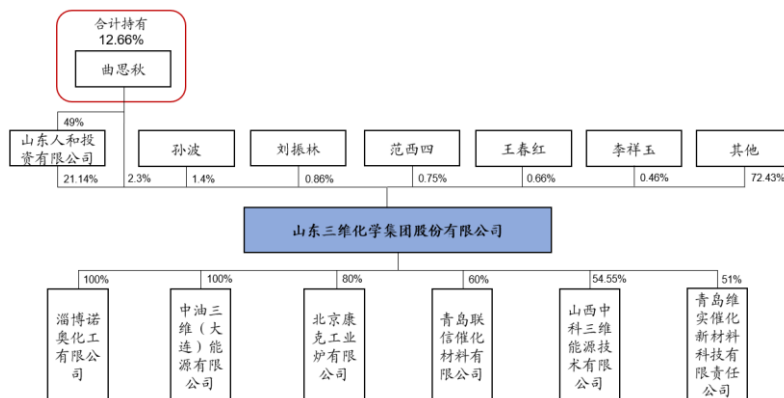 合计持有
12.66%
曲思秋
49%
山东人和投
资有限公司
孙波
刘振林
范西四
王春红
李祥玉
其他
21.14%
2.3%
1.4%
0.86%
0.75%
0.66%
0.46%
72.43%
山东三维化学集团股份有限公司
100%
100%
80%
60%
54.55%
51%
淄博诺
奥化工
有限公
司
中油三
维（大
连）能
源有限
公司
北京康
克工业
炉有限
公司
青岛联
信催化
材料有
限公司
山西中
科三维
能源技
术有限
公司
青岛维
实催化
新材料
科技有
限责任
公司